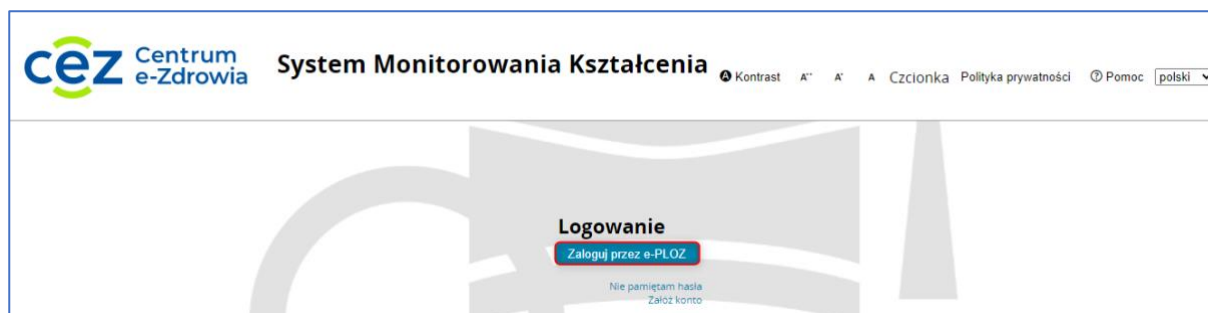 cez Centrum
e-Zdrowia
System Monitorowania Kształcenia
A Kontrast A++ A+ A Czcionka Polityka prywatności ? Pomoc polski
Logowanie
Zaloguj przez e-PLOZ
Nie pamiętam hasła
Załóż konto